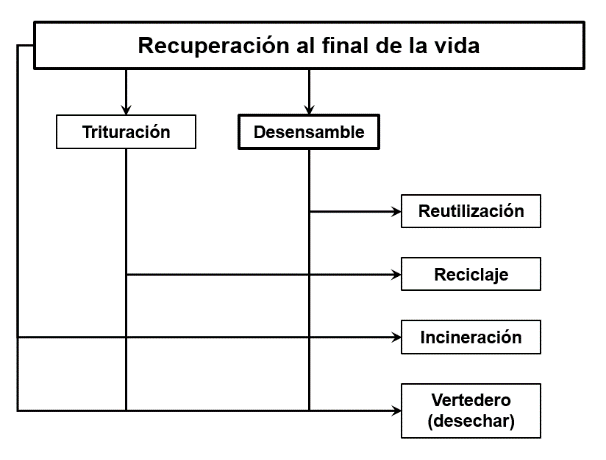 Recuperación al final de la vida
Trituración
Desensamble
Reutilización
Reciclaje
Incineración
Vertedero
(desechar)